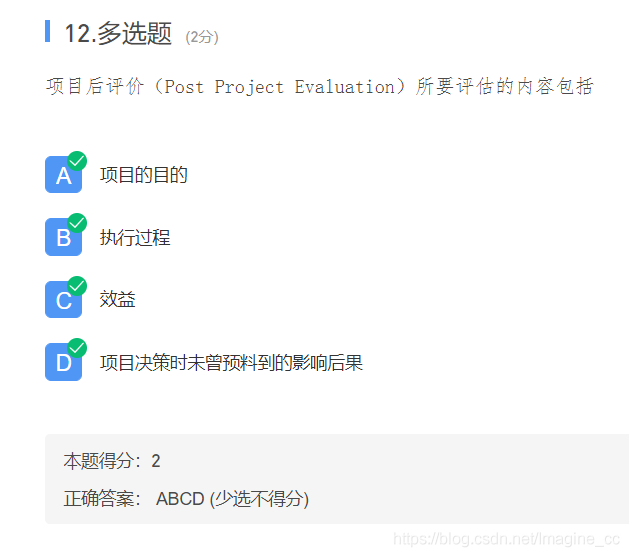 12.多选题 (2分)
项目后评价（Post Project Evaluation）所要评估的内容包括
A 项目的目的
B 执行过程
C 效益
D 项目决策时未曾预料到的影响后果
本题得分：2
正确答案： ABCD (少选不得分)
https://blog.csdn.net/Imagine_cc